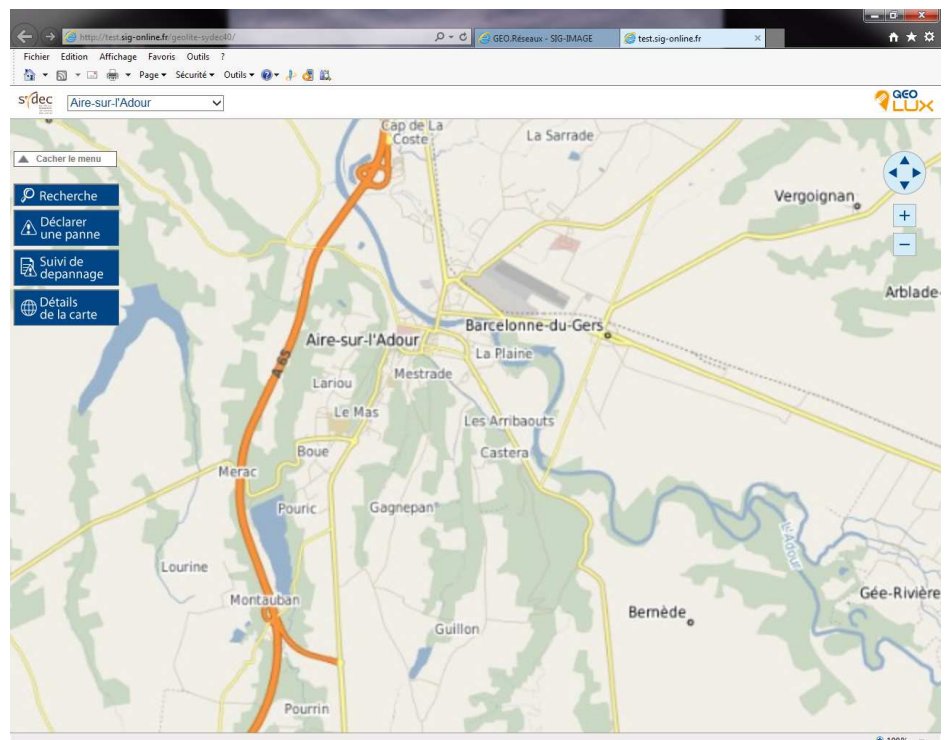 http://test.sig-online.fr/geolite-sydec40/
GEO.Réseaux - SIG-IMAGE
test.sig-online.fr
Fichier Edition Affichage Favoris Outils ?
Page Sécurité Outils
sydec
Aire-sur-l'Adour
GEO
LUX
Cacher le menu
Recherche
Déclarer
une panne
Suivi de
depannage
Détails
de la carte
Cap de La
Coste
La Sarrade
Vergoignan
Arblade-
Barcelonne-du-Gers
Aire-sur-l'Adour
La Plaine
A 65
Mestrade
Lariou
Le Mas
Les Arribaouts
Boue
Castera
Merac
Pouric
Gagnepan
L'Adour
Lourine
Gée-Rivière
Montauban
Bernède
Guillon
Pourrin
100%